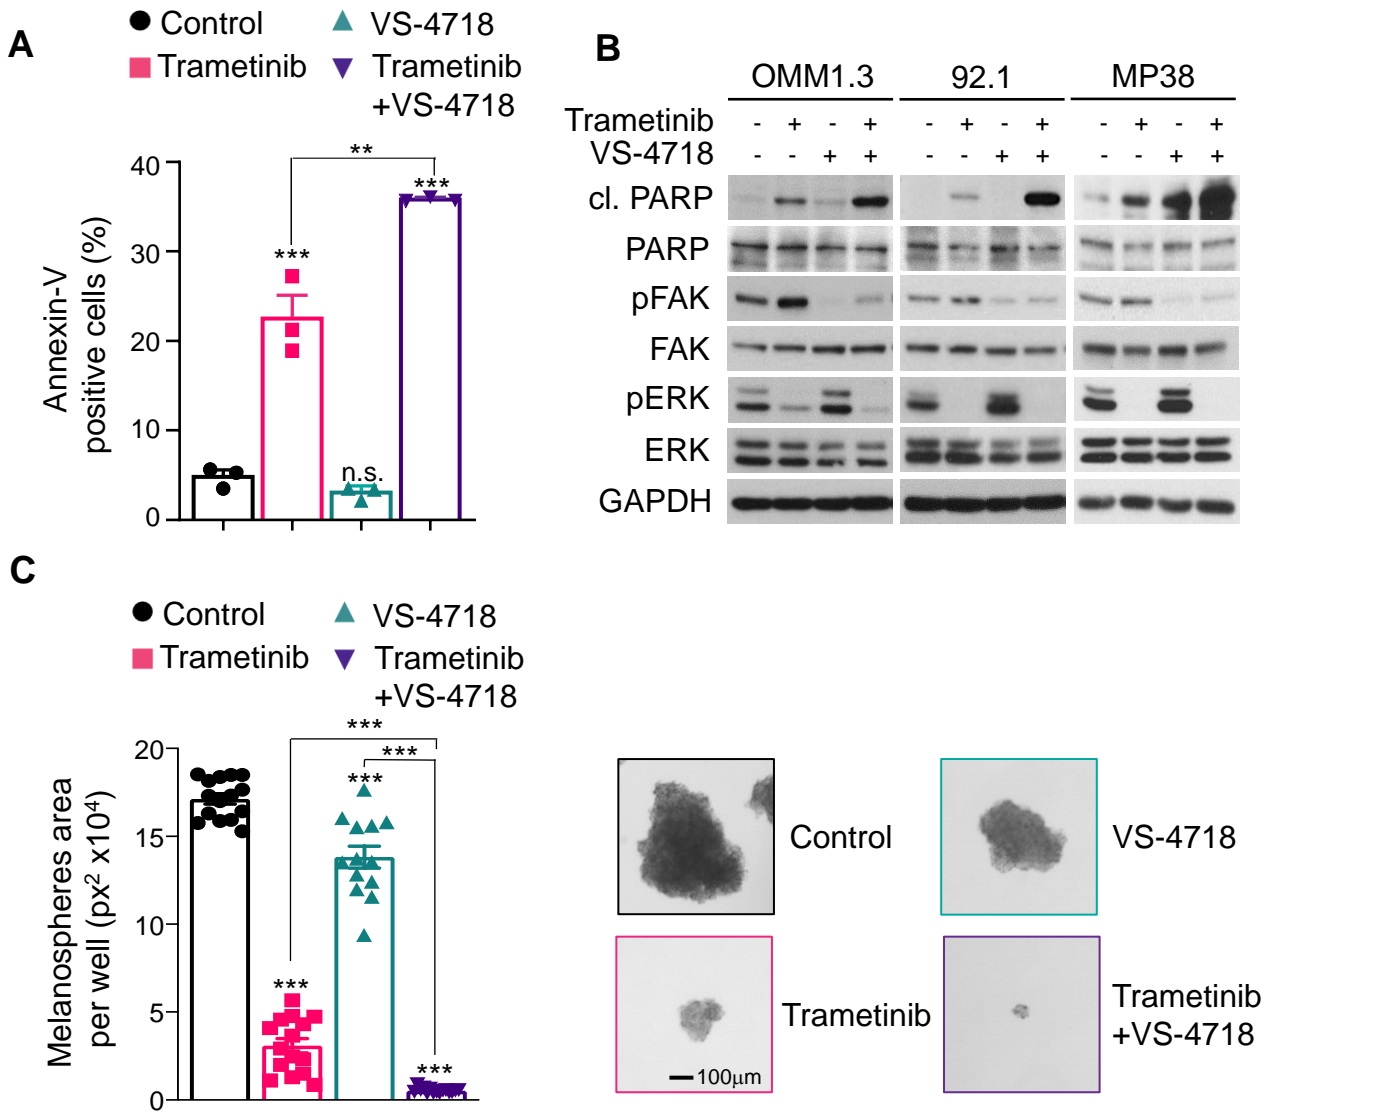 A
Control
VS-4718
Trametinib
Trametinib
+VS-4718
Annexin-V
positive cells (%)
40
30
20
10
0
***
n.s.
***
**
B
OMM1.3 92.1 MP38
Trametinib - + - + - + - + - + - +
VS-4718 - - + + - - + + - - + +
cl. PARP
PARP
pFAK
FAK
pERK
ERK
GAPDH
C
Control
VS-4718
Trametinib
Trametinib
+VS-4718
Melanospheres area
per well (px² x10⁴)
20
15
10
5
0
***
***
***
***
***
Control
VS-4718
Trametinib
100µm
Trametinib
+VS-4718